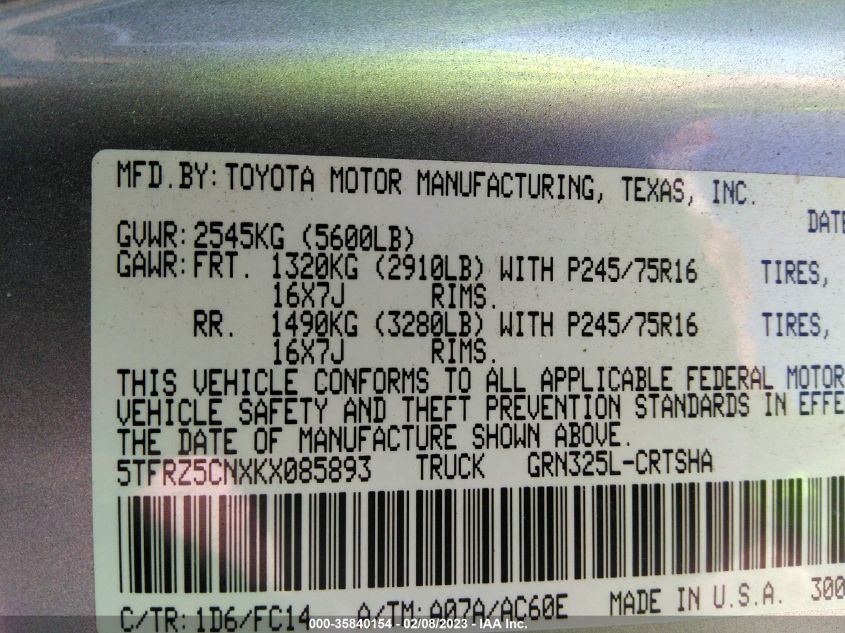 MFD.BY: TOYOTA MOTOR MANUFACTURING, TEXAS, INC.
DATE
GVWR: 2545KG (5600LB)
GAWR: FRT. 1320KG (2910LB) WITH P245/75R16 TIRES,
16X7J RIMS.
RR. 1490KG (3280LB) WITH P245/75R16 TIRES,
16X7J RIMS.
THIS VEHICLE CONFORMS TO ALL APPLICABLE FEDERAL MOTOR
VEHICLE SAFETY AND THEFT PREVENTION STANDARDS IN EFFE
THE DATE OF MANUFACTURE SHOWN ABOVE.
5TFRZ5CNXKX085893 TRUCK GRN325L-CRTSHA
C/TR: 1D6/FC14 A/TM: A07A/AC60E MADE IN U.S.A. 300
000-35840154 - 02/08/2023 - IAA Inc.